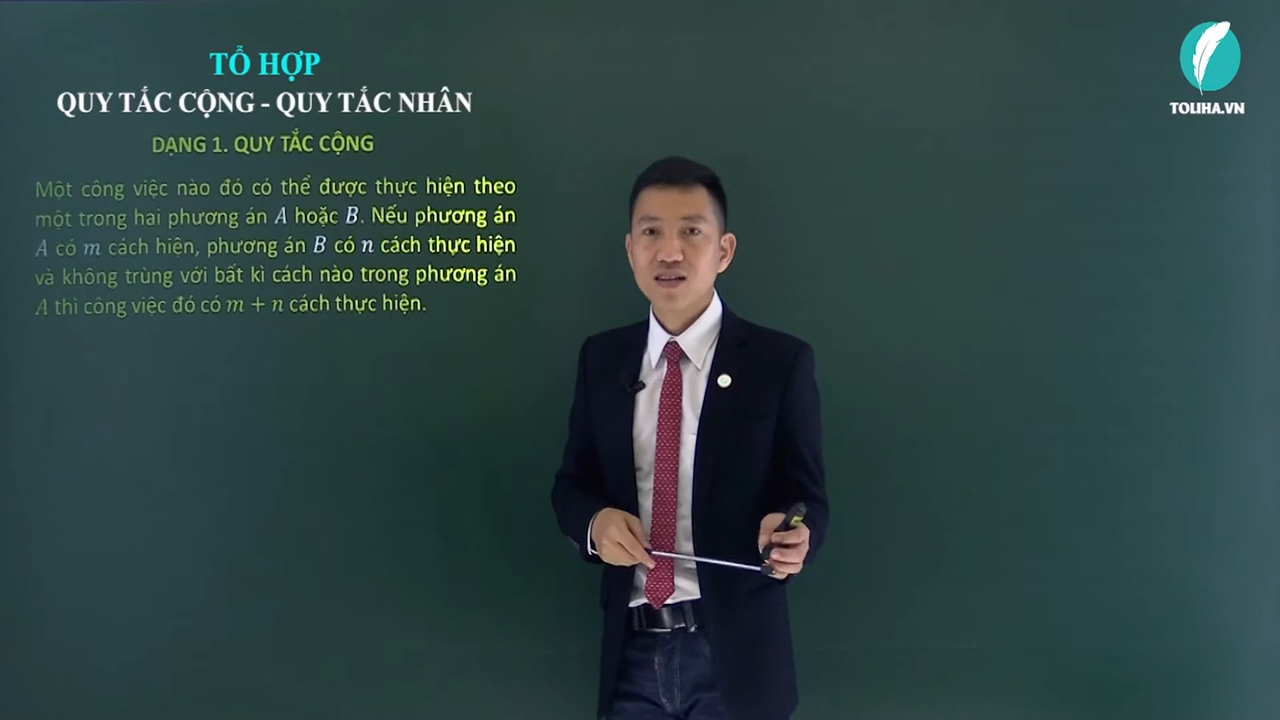 TỔ HỢP
QUY TẮC CỘNG - QUY TẮC NHÂN
DẠNG 1. QUY TẮC CỘNG
Một công việc nào đó có thể được thực hiện theo
một trong hai phương án A hoặc B. Nếu phương án
A có m cách hiện, phương án B có n cách thực hiện
và không trùng với bất kì cách nào trong phương án
A thì công việc đó có m + n cách thực hiện.
TOLIHA.VN